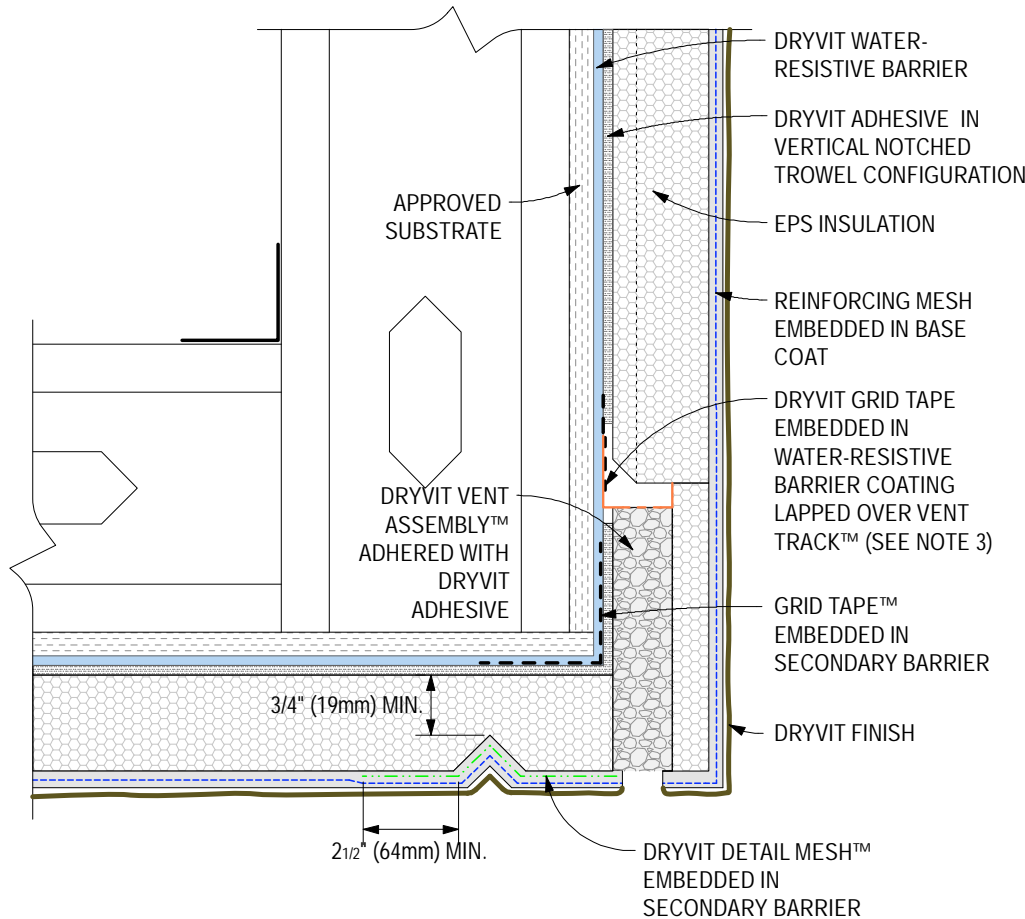 DRYVIT WATER-
RESISTIVE BARRIER
DRYVIT ADHESIVE IN
VERTICAL NOTCHED
TROWEL CONFIGURATION
APPROVED
SUBSTRATE
EPS INSULATION
REINFORCING MESH
EMBEDDED IN BASE
COAT
DRYVIT GRID TAPE
EMBEDDED IN
WATER-RESISTIVE
BARRIER COATING
LAPPED OVER VENT
TRACK™ (SEE NOTE 3)
DRYVIT VENT
ASSEMBLY™
ADHERED WITH
DRYVIT
ADHESIVE
GRID TAPE™
EMBEDDED IN
SECONDARY BARRIER
3/4" (19mm) MIN.
DRYVIT FINISH
21/2" (64mm) MIN.
DRYVIT DETAIL MESH™
EMBEDDED IN
SECONDARY BARRIER